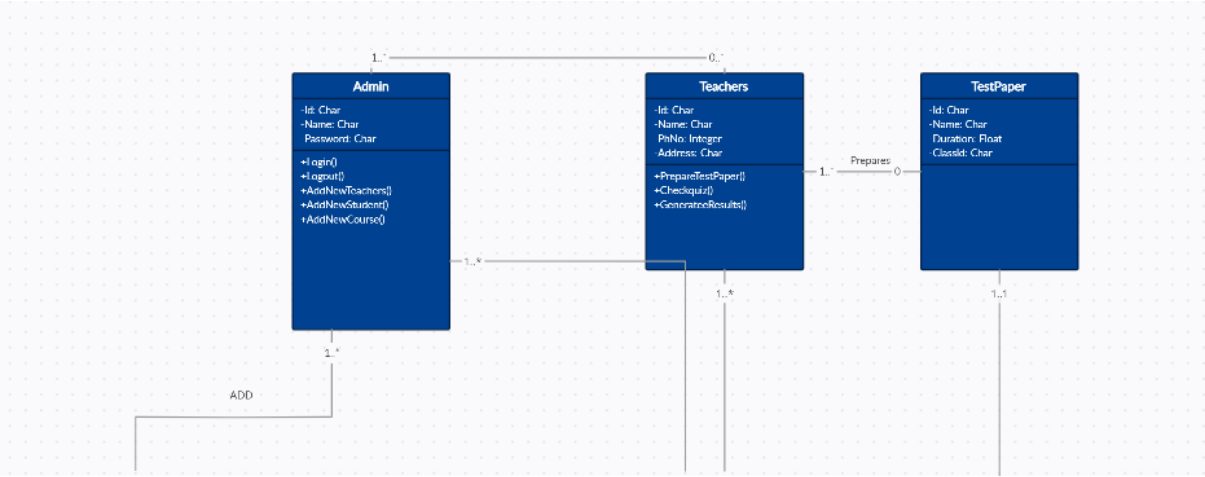 1..*
0..*
Admin
-Id: Char
-Name: Char
Password: Char
+Login()
+Logout()
+AddNewTeachers()
+AddNewStudent()
+AddNewCourse()
Teachers
-Id: Char
-Name: Char
PhNo: Integer
-Address: Char
+PrepareTestPaper()
+Checkquiz()
+GenerateeResults()
TestPaper
-Id: Char
-Name: Char
Duration: Float
-ClassId: Char
Prepares
1..*
0
1..*
1..*
1..1
1..*
ADD